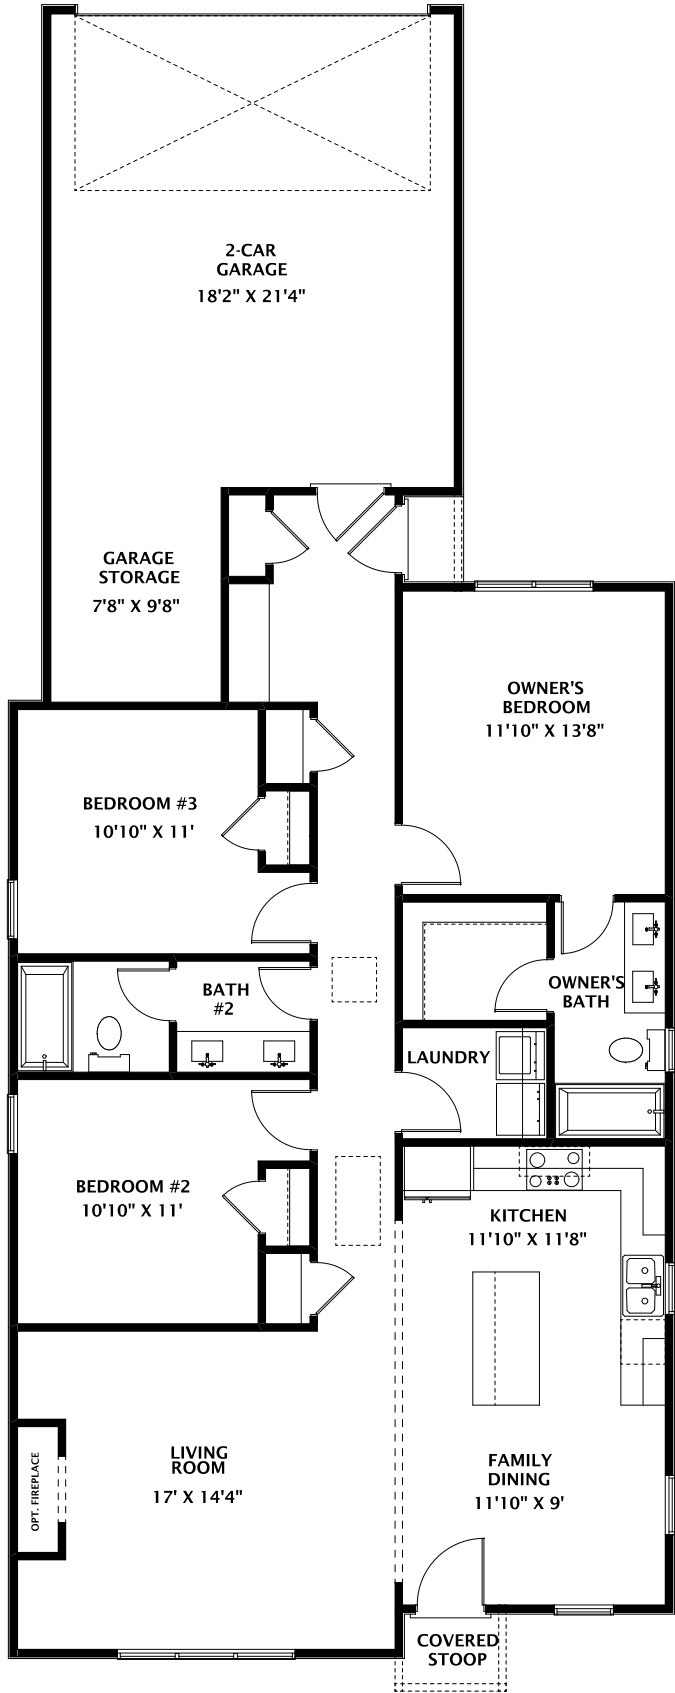 2-CAR
GARAGE
18'2" X 21'4"
GARAGE
STORAGE
7'8" X 9'8"
OWNER'S
BEDROOM
11'10" X 13'8"
BEDROOM #3
10'10" X 11'
BATH
#2
OWNER'S
BATH
LAUNDRY
BEDROOM #2
10'10" X 11'
KITCHEN
11'10" X 11'8"
LIVING
ROOM
17' X 14'4"
OPT. FIREPLACE
FAMILY
DINING
11'10" X 9'
COVERED
STOOP